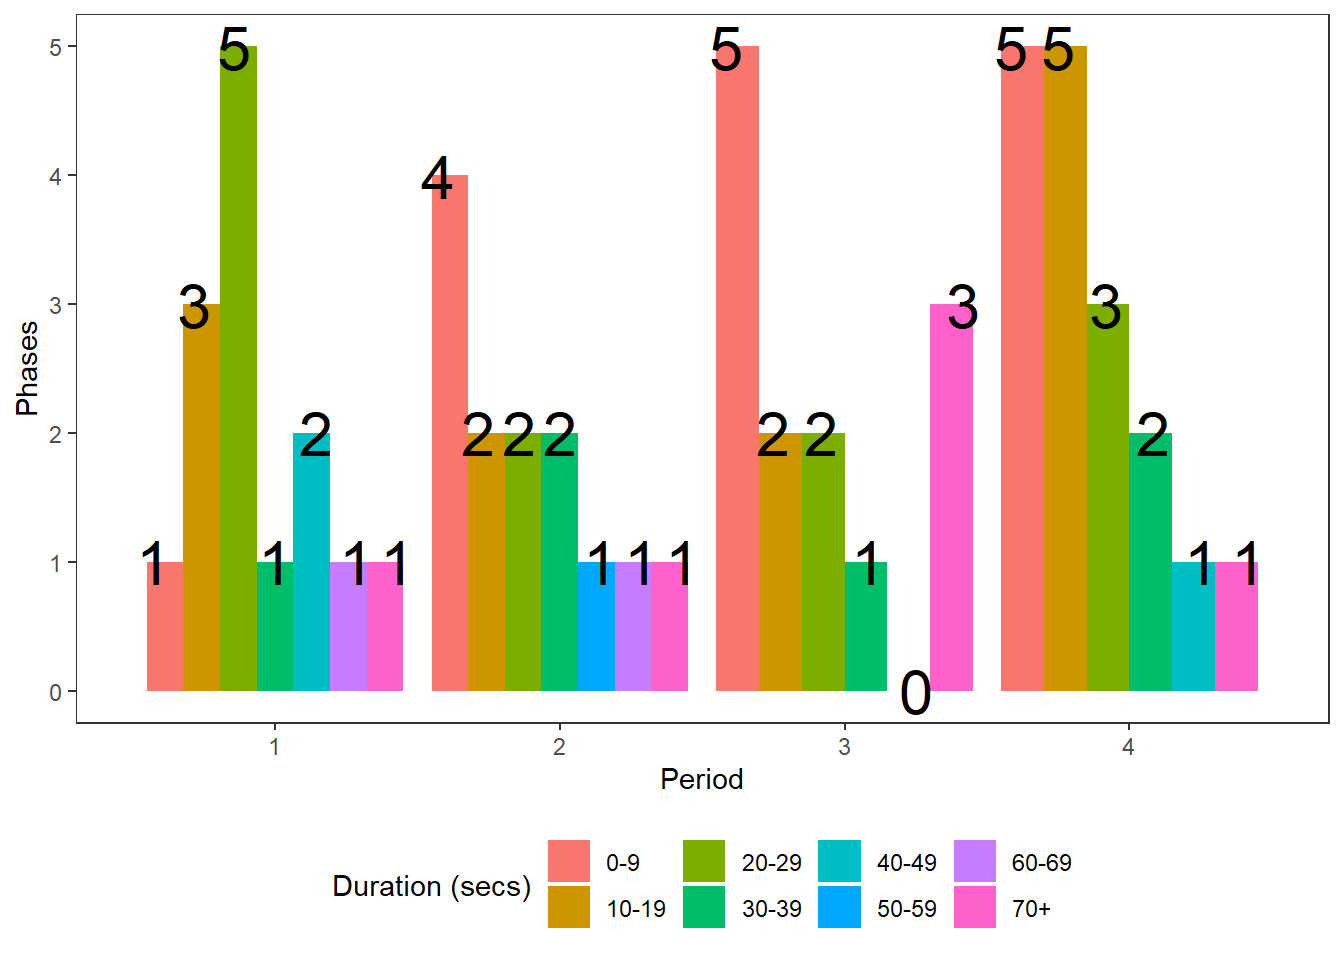 5 5 5 5
5
4 4
3 3 3 3
2 2 2 2 2 2 2 2
1 1 1 1 1 1 1 1 1 1 1
0 0
Phases
1 2 3 4
Period
Duration (secs)
0-9 20-29 40-49 60-69
10-19 30-39 50-59 70+